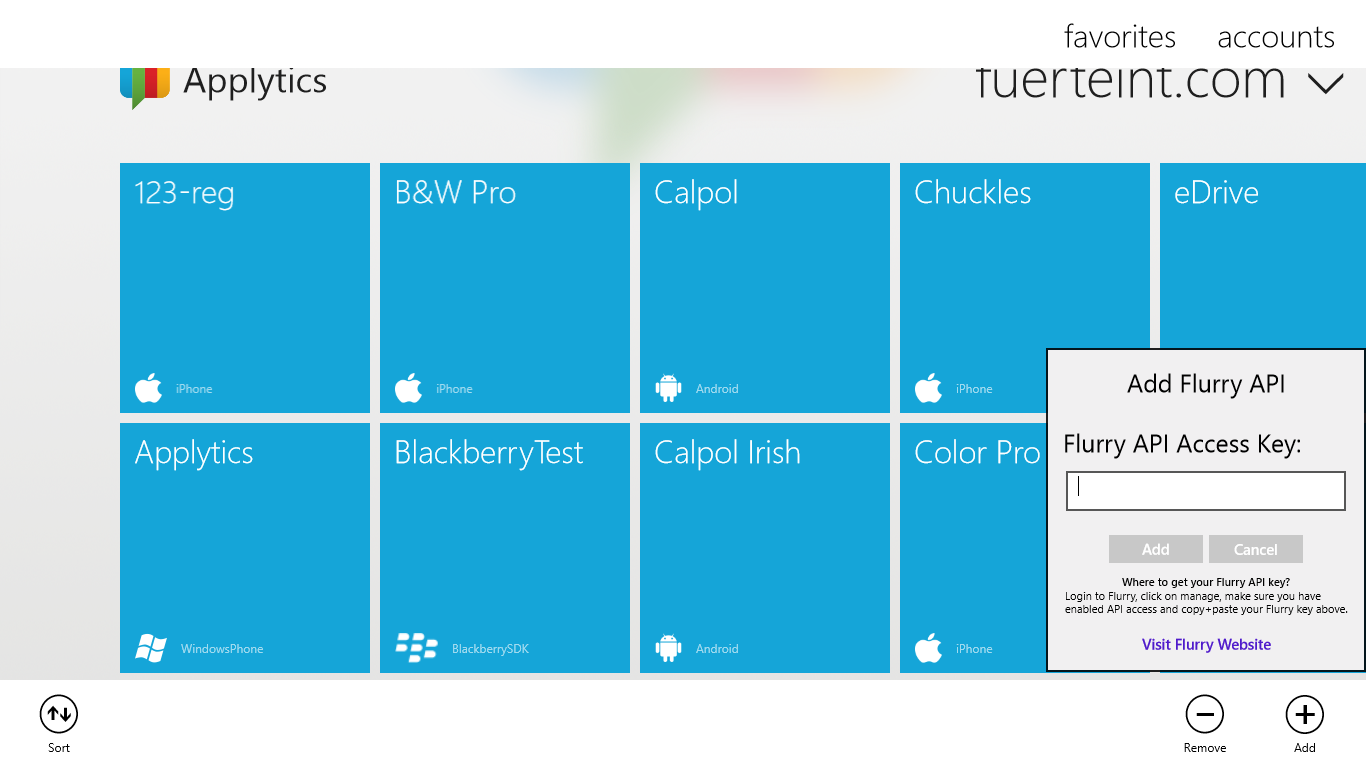 favorites accounts
Applytics
fuerteint.com
123-reg
B&W Pro
Calpol
Chuckles
eDrive
iPhone
iPhone
Android
iPhone
Applytics
BlackberryTest
Calpol Irish
Color Pro
WindowsPhone
BlackberrySDK
Android
iPhone
Add Flurry API
Flurry API Access Key:
Add Cancel
Where to get your Flurry API key?
Login to Flurry, click on manage, make sure you have
enabled API access and copy+paste your Flurry key above.
Visit Flurry Website
Sort
Remove
Add